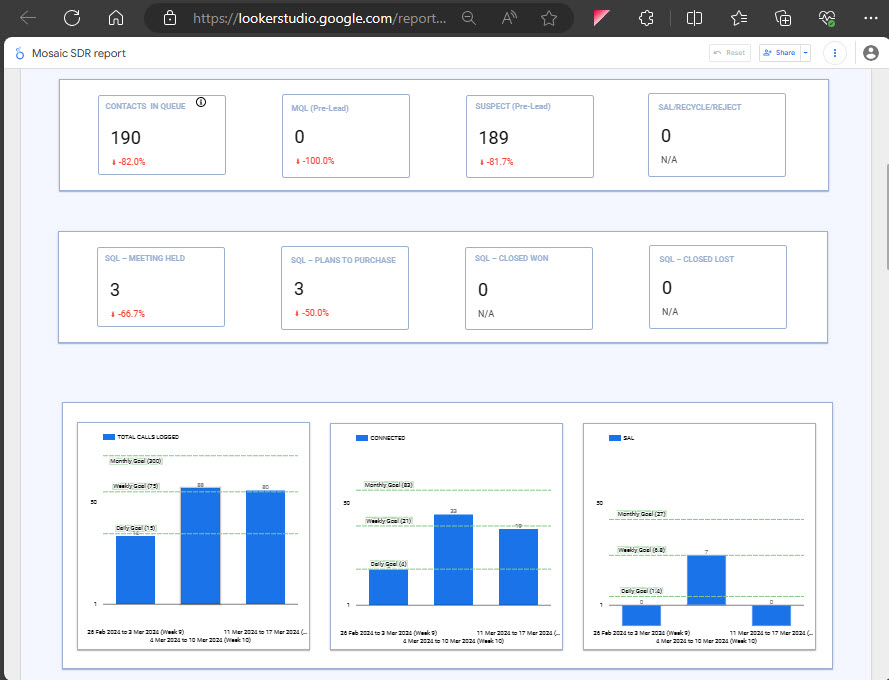 https://lookerstudio.google.com/report...
Mosaic SDR report
Reset
Share
CONTACTS IN QUEUE
190
-82.0%
MQL (Pre-Lead)
0
-100.0%
SUSPECT (Pre-Lead)
189
-81.7%
SAL/RECYCLE/REJECT
0
N/A
SQL – MEETING HELD
3
-66.7%
SQL – PLANS TO PURCHASE
3
-50.0%
SQL – CLOSED WON
0
N/A
SQL – CLOSED LOST
0
N/A
TOTAL CALLS LOGGED
Monthly Goal (300)
Weekly Goal (75)
88
80
50
Daily Goal (15)
1
26 Feb 2024 to 3 Mar 2024 (Week 9)
11 Mar 2024 to 17 Mar 2024 (...
4 Mar 2024 to 10 Mar 2024 (Week 10)
CONNECTED
Monthly Goal (83)
50
33
Weekly Goal (21)
19
Daily Goal (4)
1
26 Feb 2024 to 3 Mar 2024 (Week 9)
11 Mar 2024 to 17 Mar 2024 (...
4 Mar 2024 to 10 Mar 2024 (Week 10)
SAL
50
Monthly Goal (27)
Weekly Goal (6.8)
7
Daily Goal (1.4)
1
0
0
26 Feb 2024 to 3 Mar 2024 (Week 9)
11 Mar 2024 to 17 Mar 2024 (...
4 Mar 2024 to 10 Mar 2024 (Week 10)